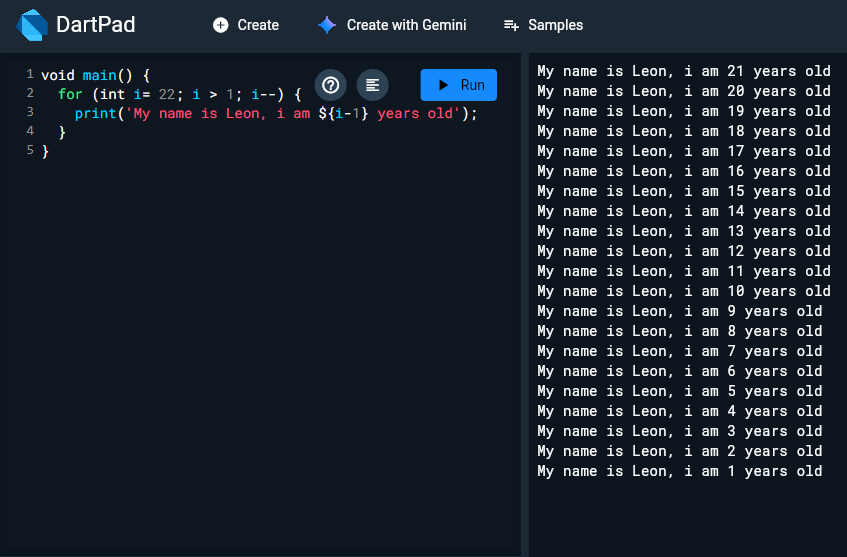 DartPad
Create
Create with Gemini
Samples
1 void main() {
2   for (int i= 22; i > 1; i--) {
3     print('My name is Leon, i am ${i-1} years old');
4   }
5 }
Run
My name is Leon, i am 21 years old
My name is Leon, i am 20 years old
My name is Leon, i am 19 years old
My name is Leon, i am 18 years old
My name is Leon, i am 17 years old
My name is Leon, i am 16 years old
My name is Leon, i am 15 years old
My name is Leon, i am 14 years old
My name is Leon, i am 13 years old
My name is Leon, i am 12 years old
My name is Leon, i am 11 years old
My name is Leon, i am 10 years old
My name is Leon, i am 9 years old
My name is Leon, i am 8 years old
My name is Leon, i am 7 years old
My name is Leon, i am 6 years old
My name is Leon, i am 5 years old
My name is Leon, i am 4 years old
My name is Leon, i am 3 years old
My name is Leon, i am 2 years old
My name is Leon, i am 1 years old